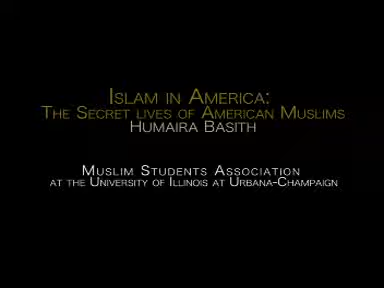 Islam in America:
The Secret lives of American Muslims
Humaira Basith
Muslim Students Association
at the University of Illinois at Urbana-Champaign